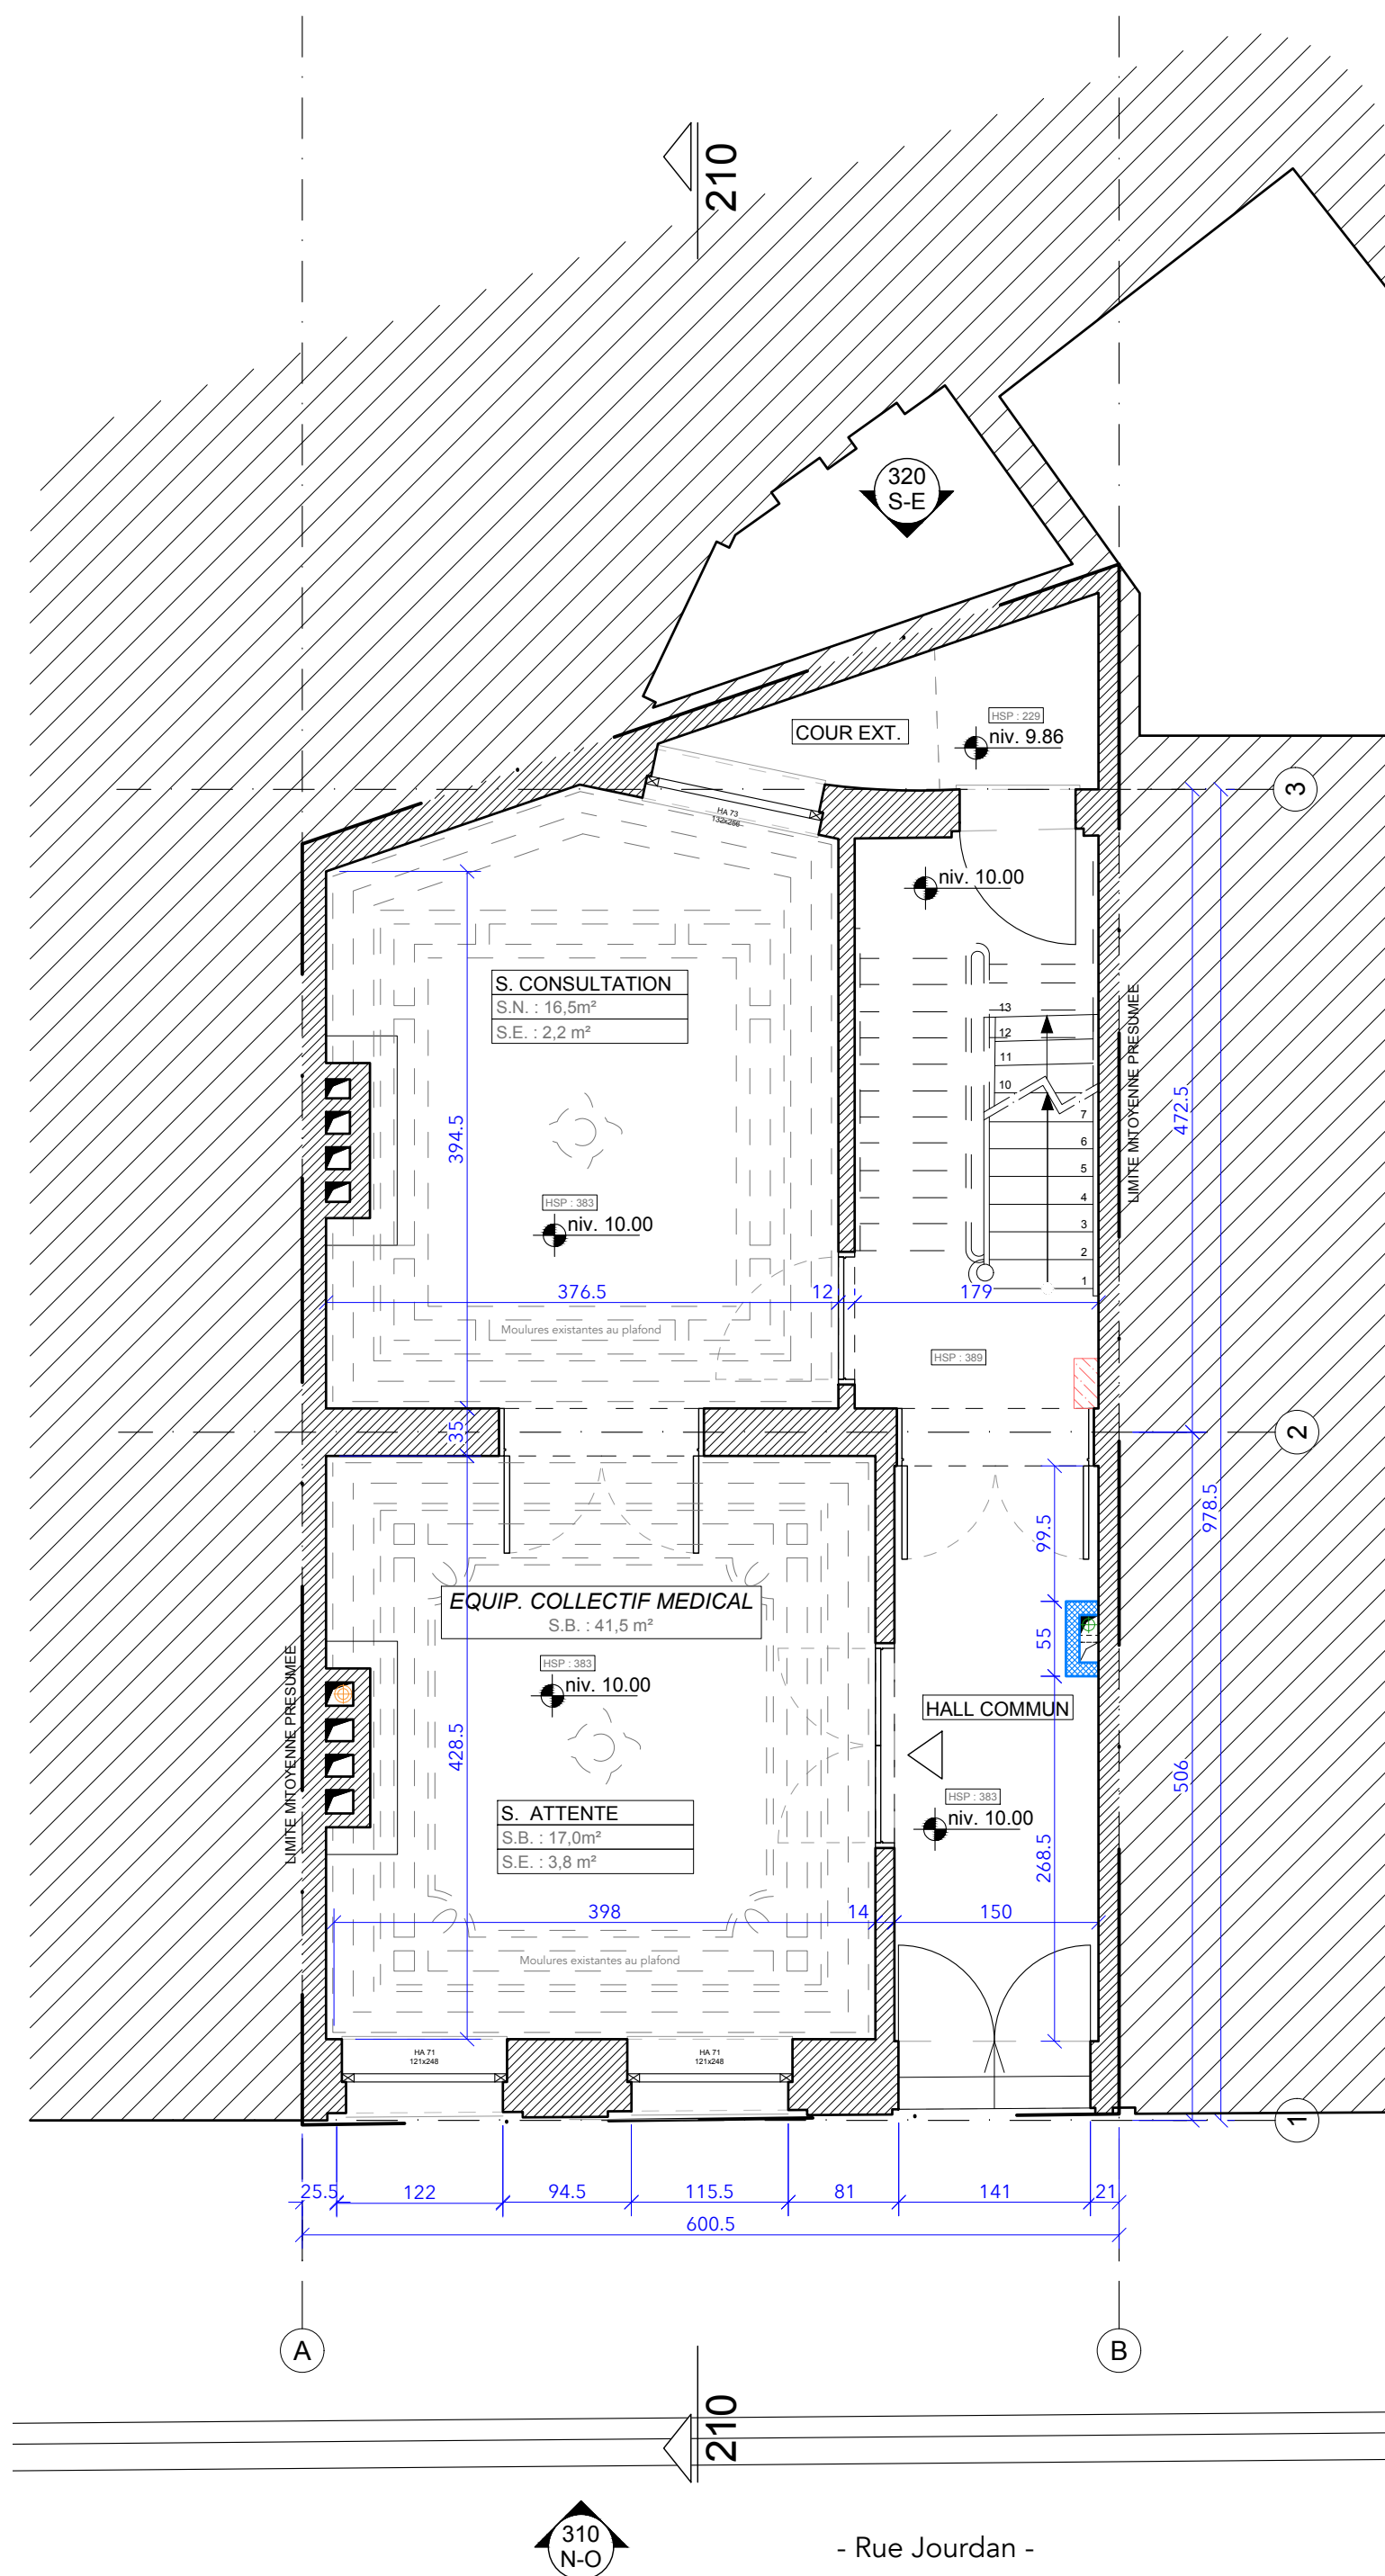 210
320
S-E
COUR EXT.
HSP : 229
niv. 9.86
3
HA 73
132x256
niv. 10.00
S. CONSULTATION
S.N. : 16,5m²
S.E. : 2,2 m²
13
12
11
10
7
6
5
4
3
2
1
LIMITE MITOYENNE PRESUMEE
472.5
394.5
HSP : 383
niv. 10.00
376.5
12
179
Moulures existantes au plafond
HSP : 389
35
2
978.5
99.5
EQUIP. COLLECTIF MEDICAL
S.B. : 41,5 m²
55
HSP : 383
niv. 10.00
LIMITE MITOYENNE PRESUMEE
HALL COMMUN
428.5
506
HSP : 383
niv. 10.00
S. ATTENTE
S.B. : 17,0m²
S.E. : 3,8 m²
268.5
398
14
150
Moulures existantes au plafond
HA 71
121x248
HA 71
121x248
1
25.5
122
94.5
115.5
81
141
21
600.5
A
B
210
310
N-O
- Rue Jourdan -